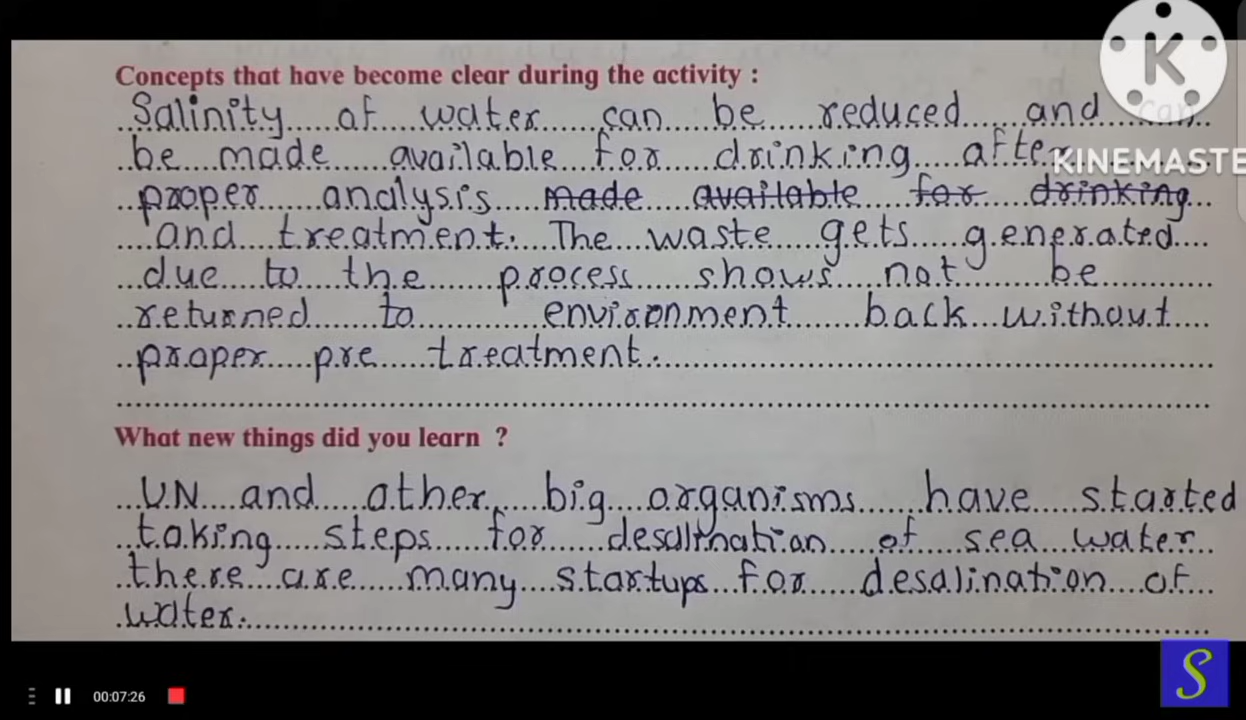 Concepts that have become clear during the activity :
Salinity of water can be reduced and can
be made available for drinking after
proper analysis made available for drinking
and treatment. The waste gets generated
due to the process shows not be
returned to environment back without
proper pre treatment.
What new things did you learn ?
UN and other big organisms have started
taking steps for desalination of sea water
there are many startups for desalination of
water.
K
KINEMASTE
00:07:26
S